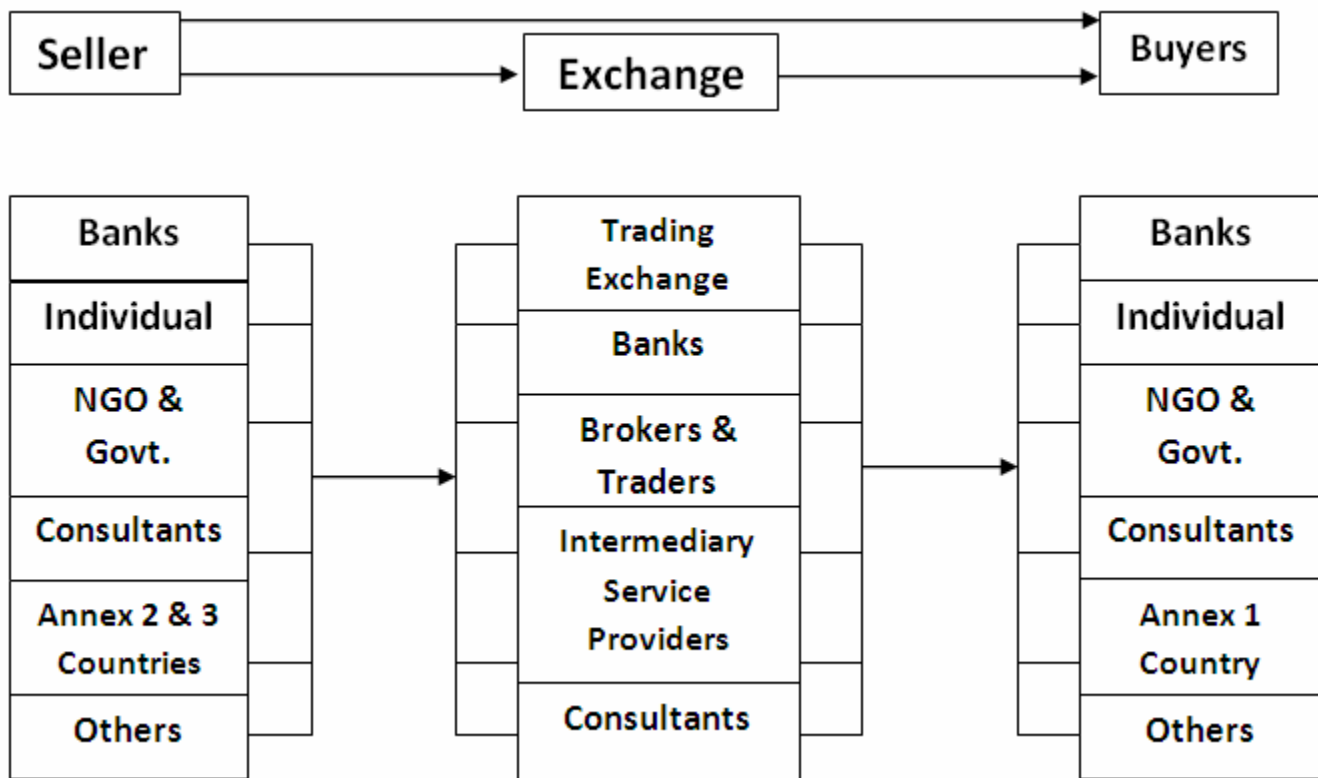 Seller
Exchange
Buyers
Banks
Individual
NGO &
Govt.
Consultants
Annex 2 & 3
Countries
Others
Trading
Exchange
Banks
Brokers &
Traders
Intermediary
Service
Providers
Consultants
Banks
Individual
NGO &
Govt.
Consultants
Annex 1
Country
Others